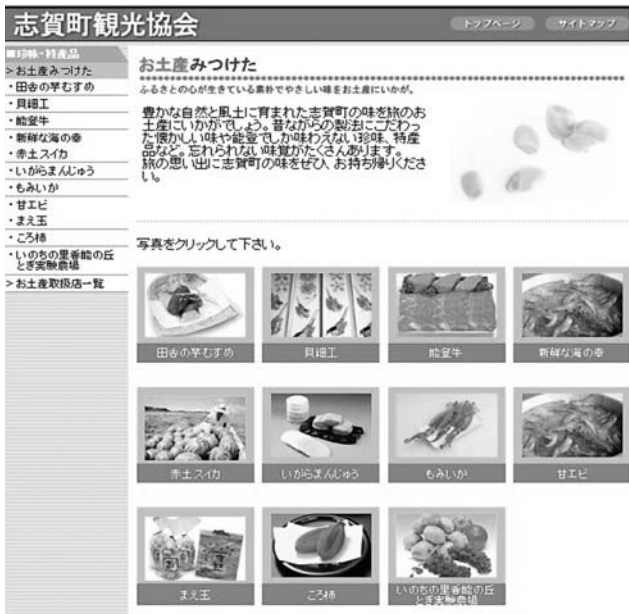 志賀町観光協会
トップページ
サイトマップ
■珍味・特産品
>お土産みつけた
・田舎の芋むすめ
・貝細工
・能登牛
・新鮮な海の幸
・赤土スイカ
・いがらまんじゅう
・もみいか
・甘エビ
・まえ玉
・ころ柿
・いのちの里香能の丘
とぎ実験農場
>お土産取扱店一覧
お土産みつけた
ふるさとの心が生きている素朴でやさしい味をお土産にいかが。
豊かな自然と風土に育まれた志賀町の味を旅のお
土産にいかがでしょう。昔ながらの製法にこだわっ
た懐かしい味や能登でしか味わえない珍味、特産
品など。忘れられない味覚がたくさんあります。
旅の思い出に志賀町の味をぜひ、お持ち帰りくださ
い。
写真をクリックして下さい。
田舎の芋むすめ
貝細工
能登牛
新鮮な海の幸
赤土スイカ
いがらまんじゅう
もみいか
甘エビ
まえ玉
ころ柿
いのちの里香能の丘
とぎ実験農場